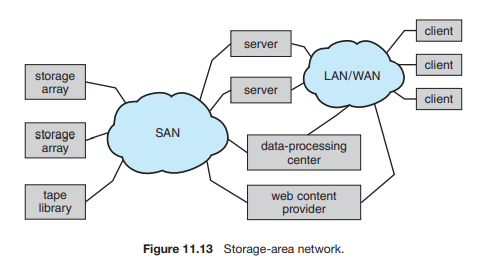 server
client
storage
array
server
LAN/WAN
client
client
storage
array
SAN
data-processing
center
tape
library
web content
provider
Figure 11.13 Storage-area network.